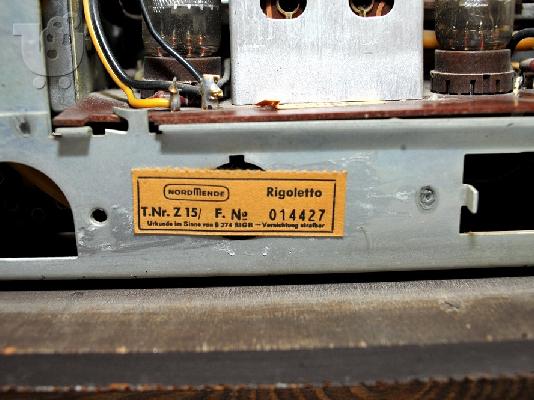 NORDMENDE Rigoletto
T.Nr. Z 15/ F. No 014427
Urkunde im Sinne von § 274 StGB — Vernichtung strafbar